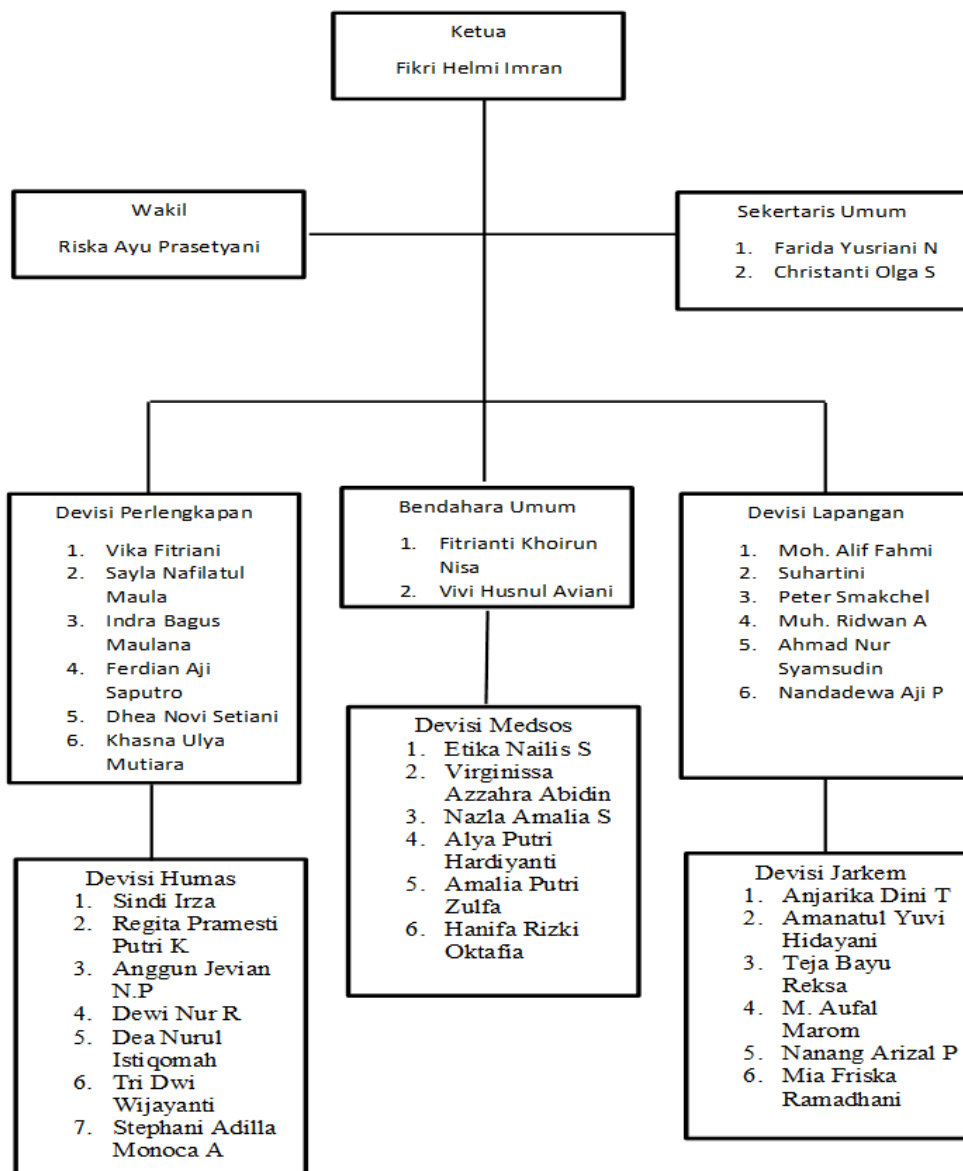 Ketua
Fikri Helmi Imran
Wakil
Riska Ayu Prasetyani
Sekertaris Umum
1. Farida Yusriani N
2. Christanti Olga S
Devisi Perlengkapan
1. Vika Fitriani
2. Sayla Nafilatul
Maula
3. Indra Bagus
Maulana
4. Ferdian Aji
Saputro
5. Dhea Novi Setiani
6. Khasna Ulya
Mutiara
Bendahara Umum
1. Fitrianti Khoirun
Nisa
2. Vivi Husnul Aviani
Devisi Lapangan
1. Moh. Alif Fahmi
2. Suhartini
3. Peter Smakchel
4. Muh. Ridwan A
5. Ahmad Nur
Syamsudin
6. Nandadewa Aji P
Devisi Humas
1. Sindi Irza
2. Regita Pramesti
Putri K
3. Anggun Jevian
N.P
4. Dewi Nur R
5. Dea Nurul
Istiqomah
6. Tri Dwi
Wijayanti
7. Stephani Adilla
Monoca A
Devisi Medsos
1. Etika Nailis S
2. Virginissa
Azzahra Abidin
3. Nazla Amalia S
4. Alya Putri
Hardiyanti
5. Amalia Putri
Zulfa
6. Hanifa Rizki
Oktafia
Devisi Jarkem
1. Anjarika Dini T
2. Amanatul Yuvi
Hidayani
3. Teja Bayu
Reksa
4. M. Aufal
Marom
5. Nanang Arizal P
6. Mia Friska
Ramadhani